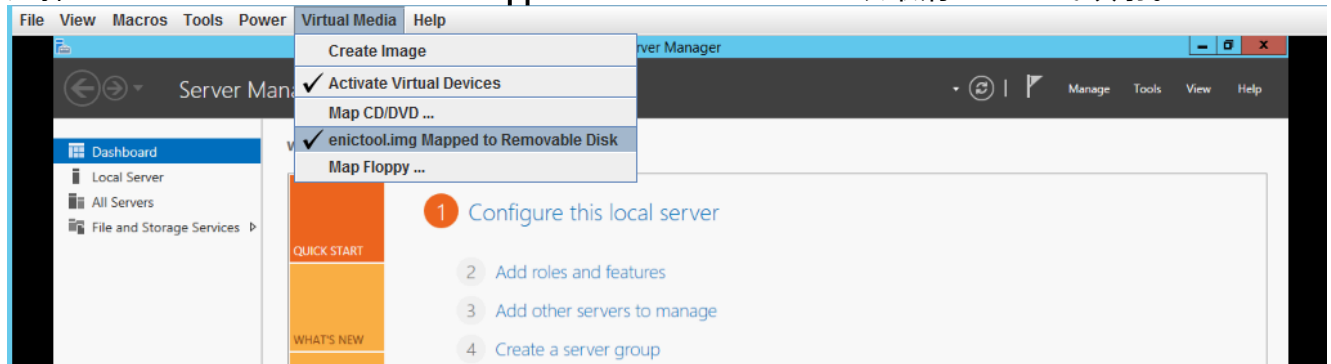 File View Macros Tools Power Virtual Media Help
Create Image
rver Manager
Server Mana
Activate Virtual Devices
Manage Tools View Help
Map CD/DVD ...
enictool.img Mapped to Removable Disk
Map Floppy ...
Dashboard
Local Server
All Servers
File and Storage Services
1 Configure this local server
QUICK START
2 Add roles and features
3 Add other servers to manage
WHAT'S NEW
4 Create a server group